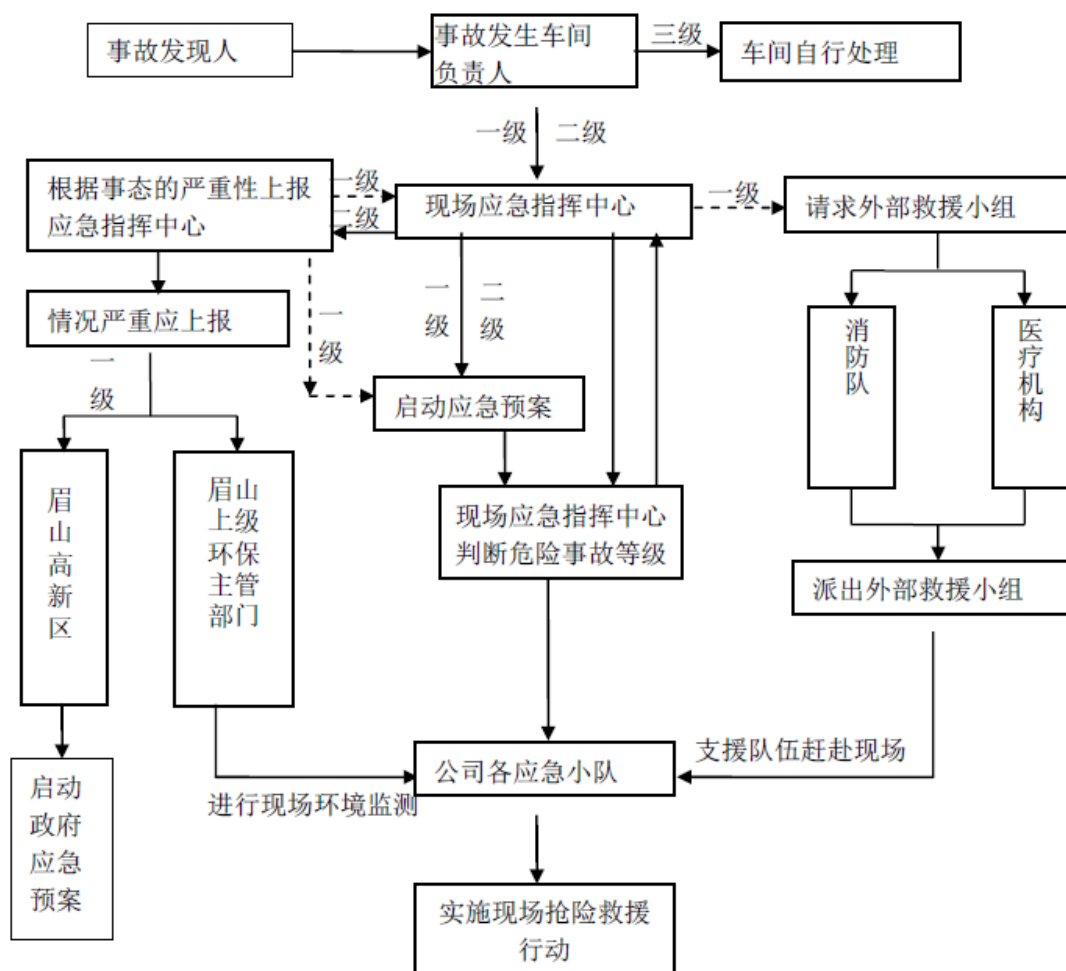 事故发现人
事故发生车间
负责人
三级
车间自行处理
一级
二级
根据事态的严重性上报
应急指挥中心
一级
二级
现场应急指挥中心
一级
请求外部救援小组
情况严重应上报
一级
一级
一级
二级
启动应急预案
消防队
医疗机构
眉山高新区
眉山
上级
环保
主管
部门
现场应急指挥中心
判断危险事故等级
派出外部救援小组
启动
政府
应急
预案
进行现场环境监测
公司各应急小队
支援队伍赶赴现场
实施现场抢险救援
行动